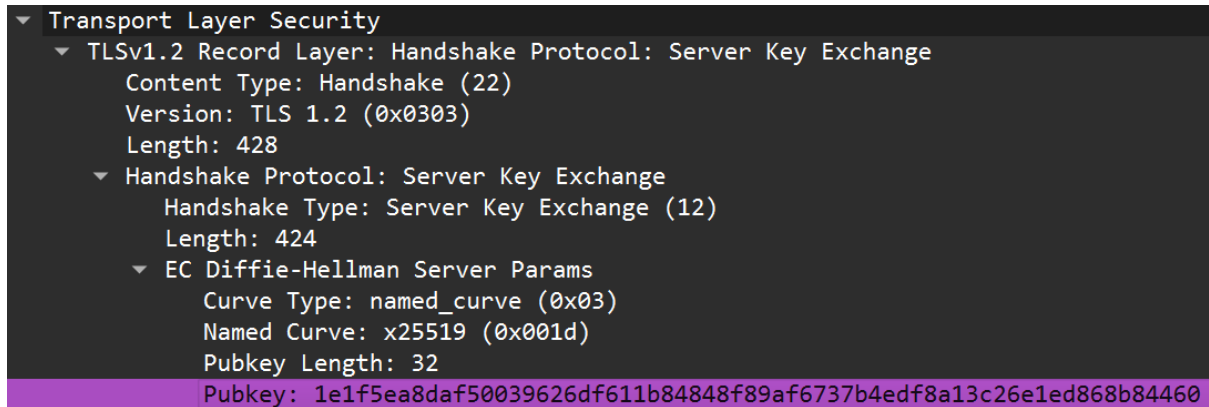 Transport Layer Security
TLSv1.2 Record Layer: Handshake Protocol: Server Key Exchange
Content Type: Handshake (22)
Version: TLS 1.2 (0x0303)
Length: 428
Handshake Protocol: Server Key Exchange
Handshake Type: Server Key Exchange (12)
Length: 424
EC Diffie-Hellman Server Params
Curve Type: named_curve (0x03)
Named Curve: x25519 (0x001d)
Pubkey Length: 32
Pubkey: 1e1f5ea8daf50039626df611b84848f89af6737b4edf8a13c26e1ed868b84460